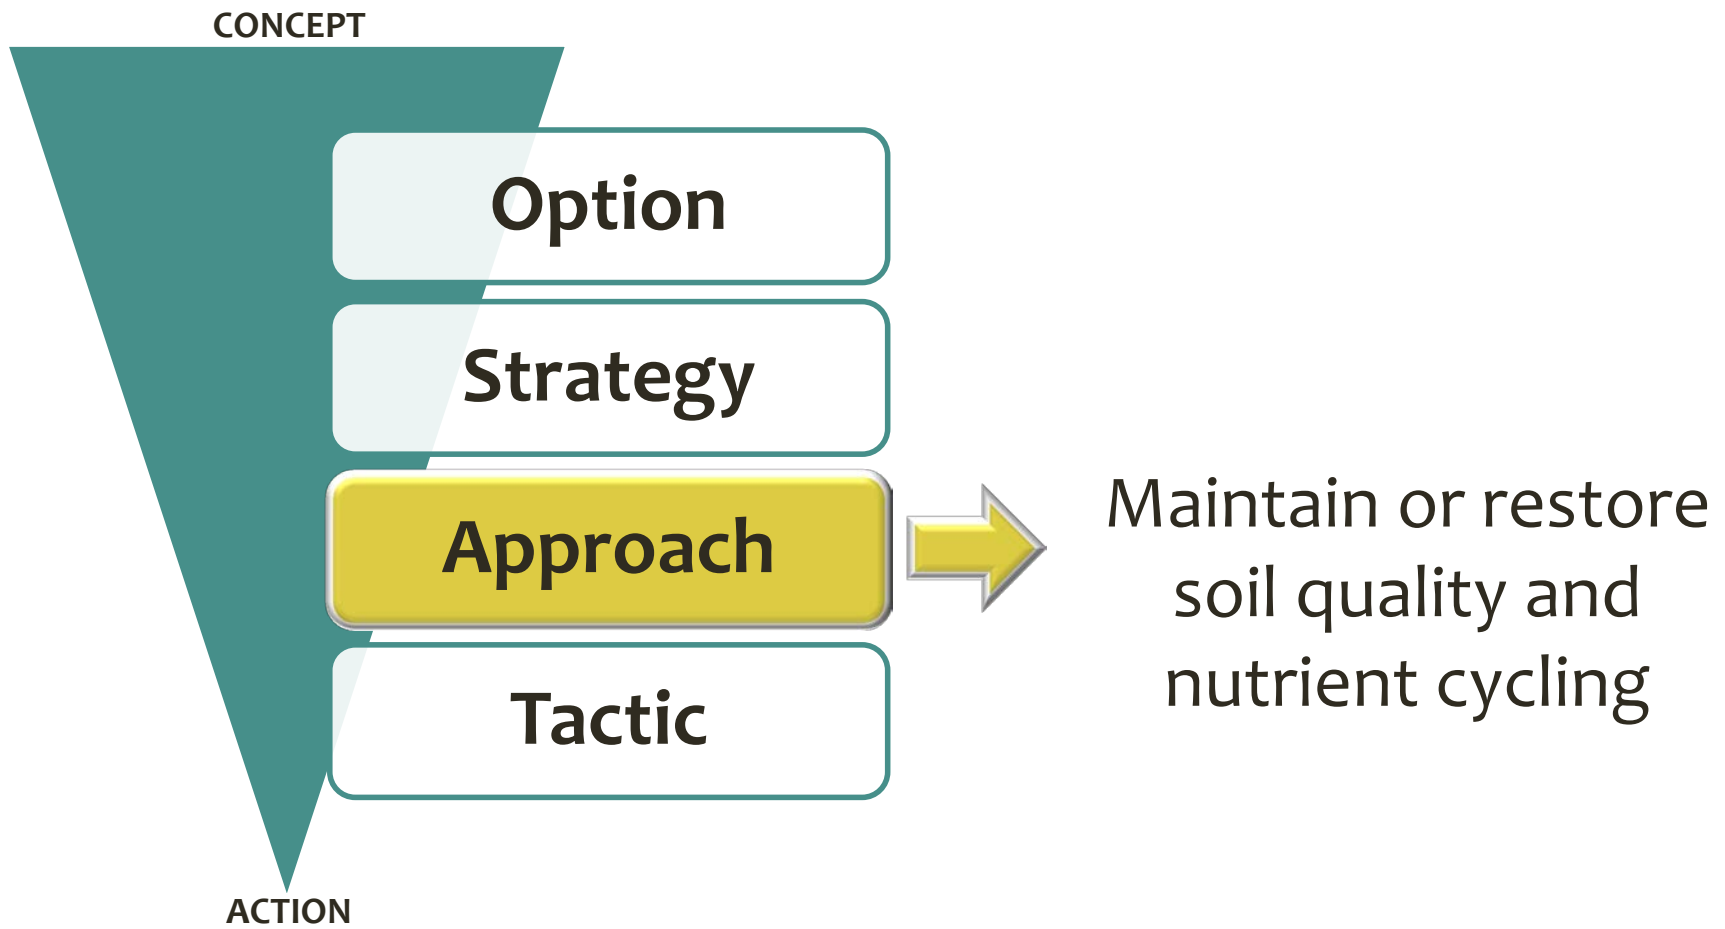 CONCEPT
Option
Strategy
Approach
Maintain or restore
soil quality and
nutrient cycling
Tactic
ACTION